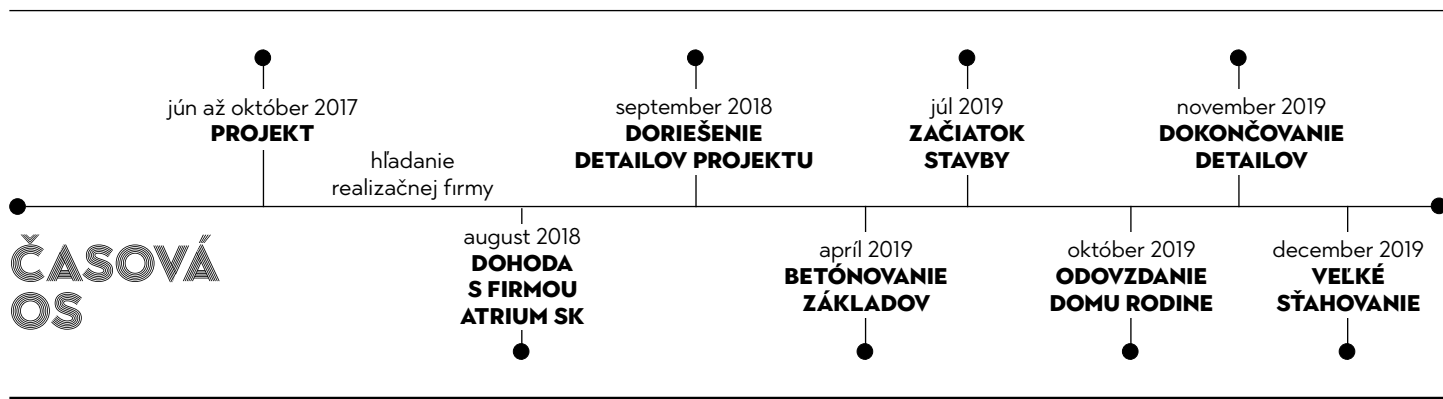 jún až október 2017
PROJEKT
hľadanie
realizačnej firmy
august 2018
DOHODA
S FIRMOU
ATRIUM SK
september 2018
DORIEŠENIE
DETAILOV PROJEKTU
apríl 2019
BETÓNOVANIE
ZÁKLADOV
júl 2019
ZAČIATOK
STAVBY
október 2019
ODOVZDANIE
DOMU RODINE
november 2019
DOKONČOVANIE
DETAILOV
december 2019
VEĽKÉ
SŤAHOVANIE
ČASOVÁ
OS